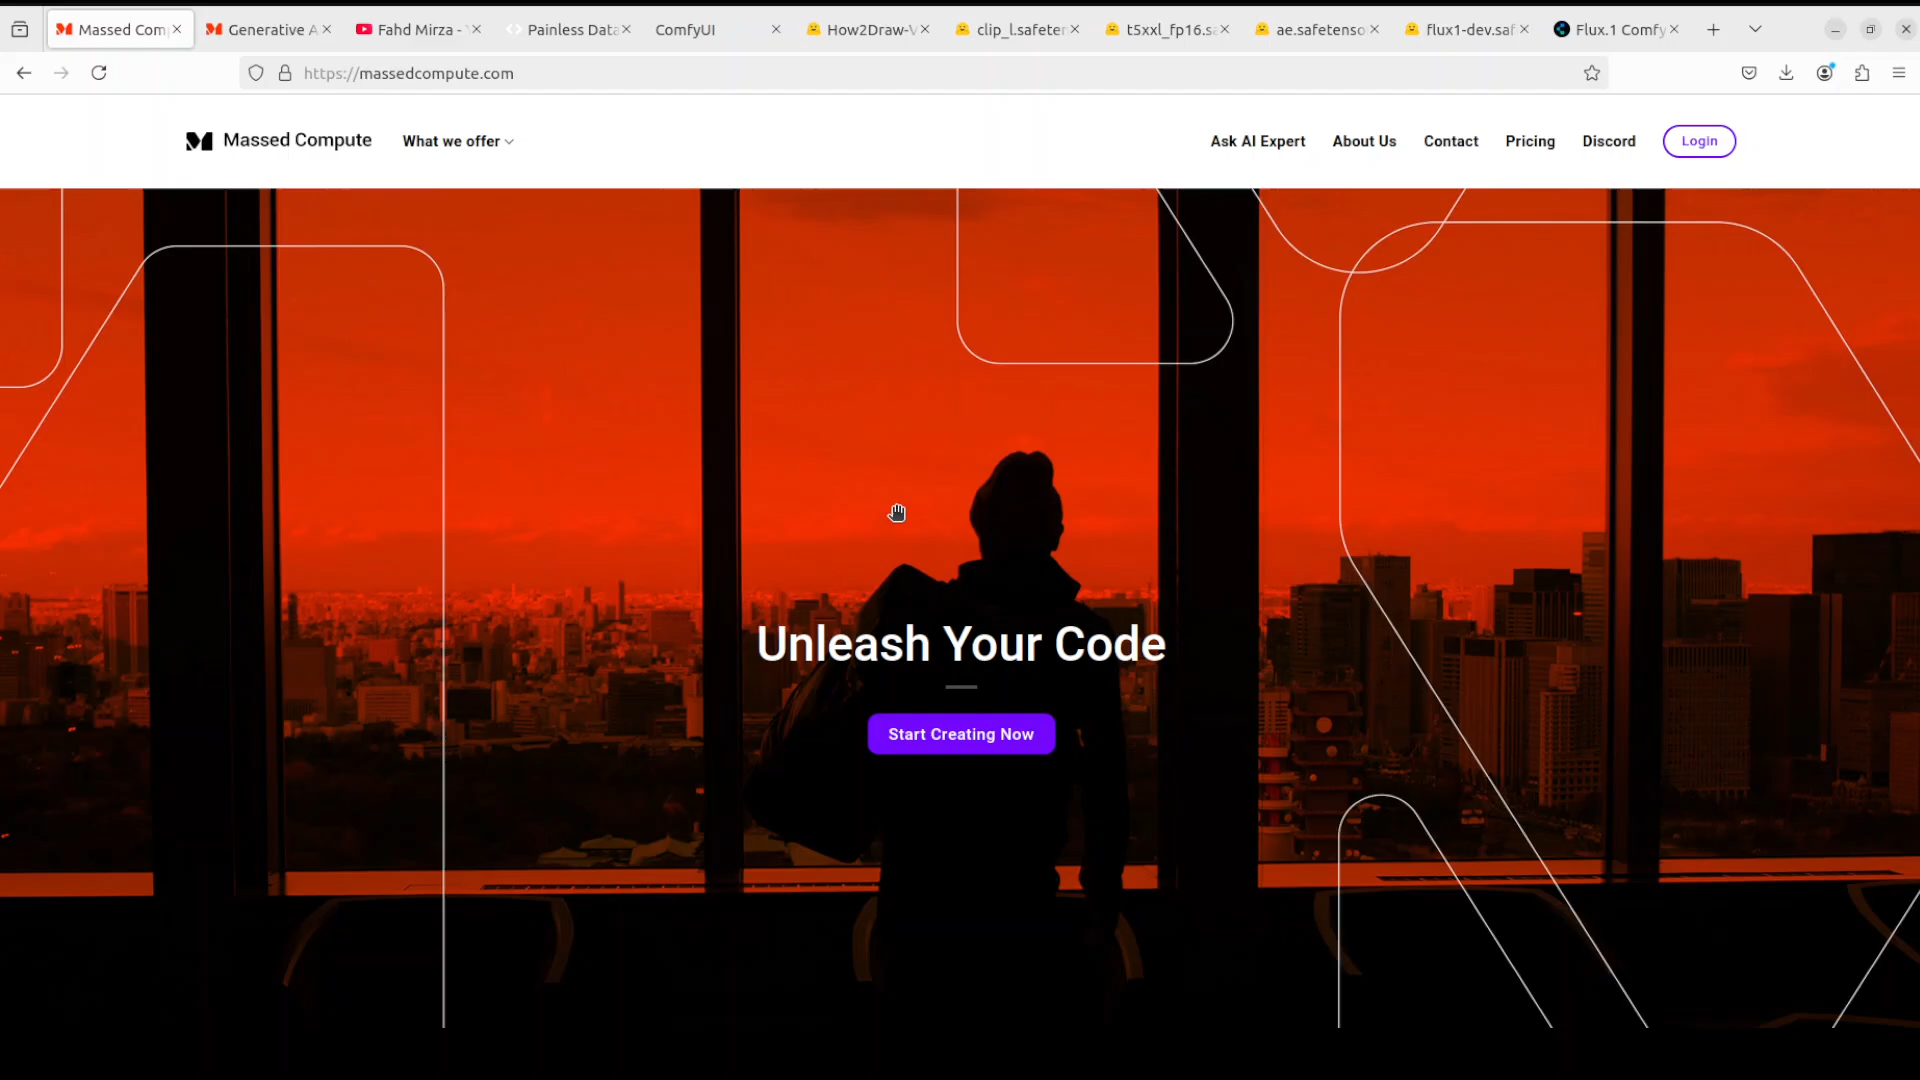 Massed Com
Generative A
Fahd Mirza - Y
Painless Data
ComfyUI
How2Draw-V
clip_l.safeter
t5xxl_fp16.sa
ae.safetenso
flux1-dev.saf
Flux.1 Comfy
https://massedcompute.com
Massed Compute
What we offer
Ask AI Expert
About Us
Contact
Pricing
Discord
Login
Unleash Your Code
Start Creating Now